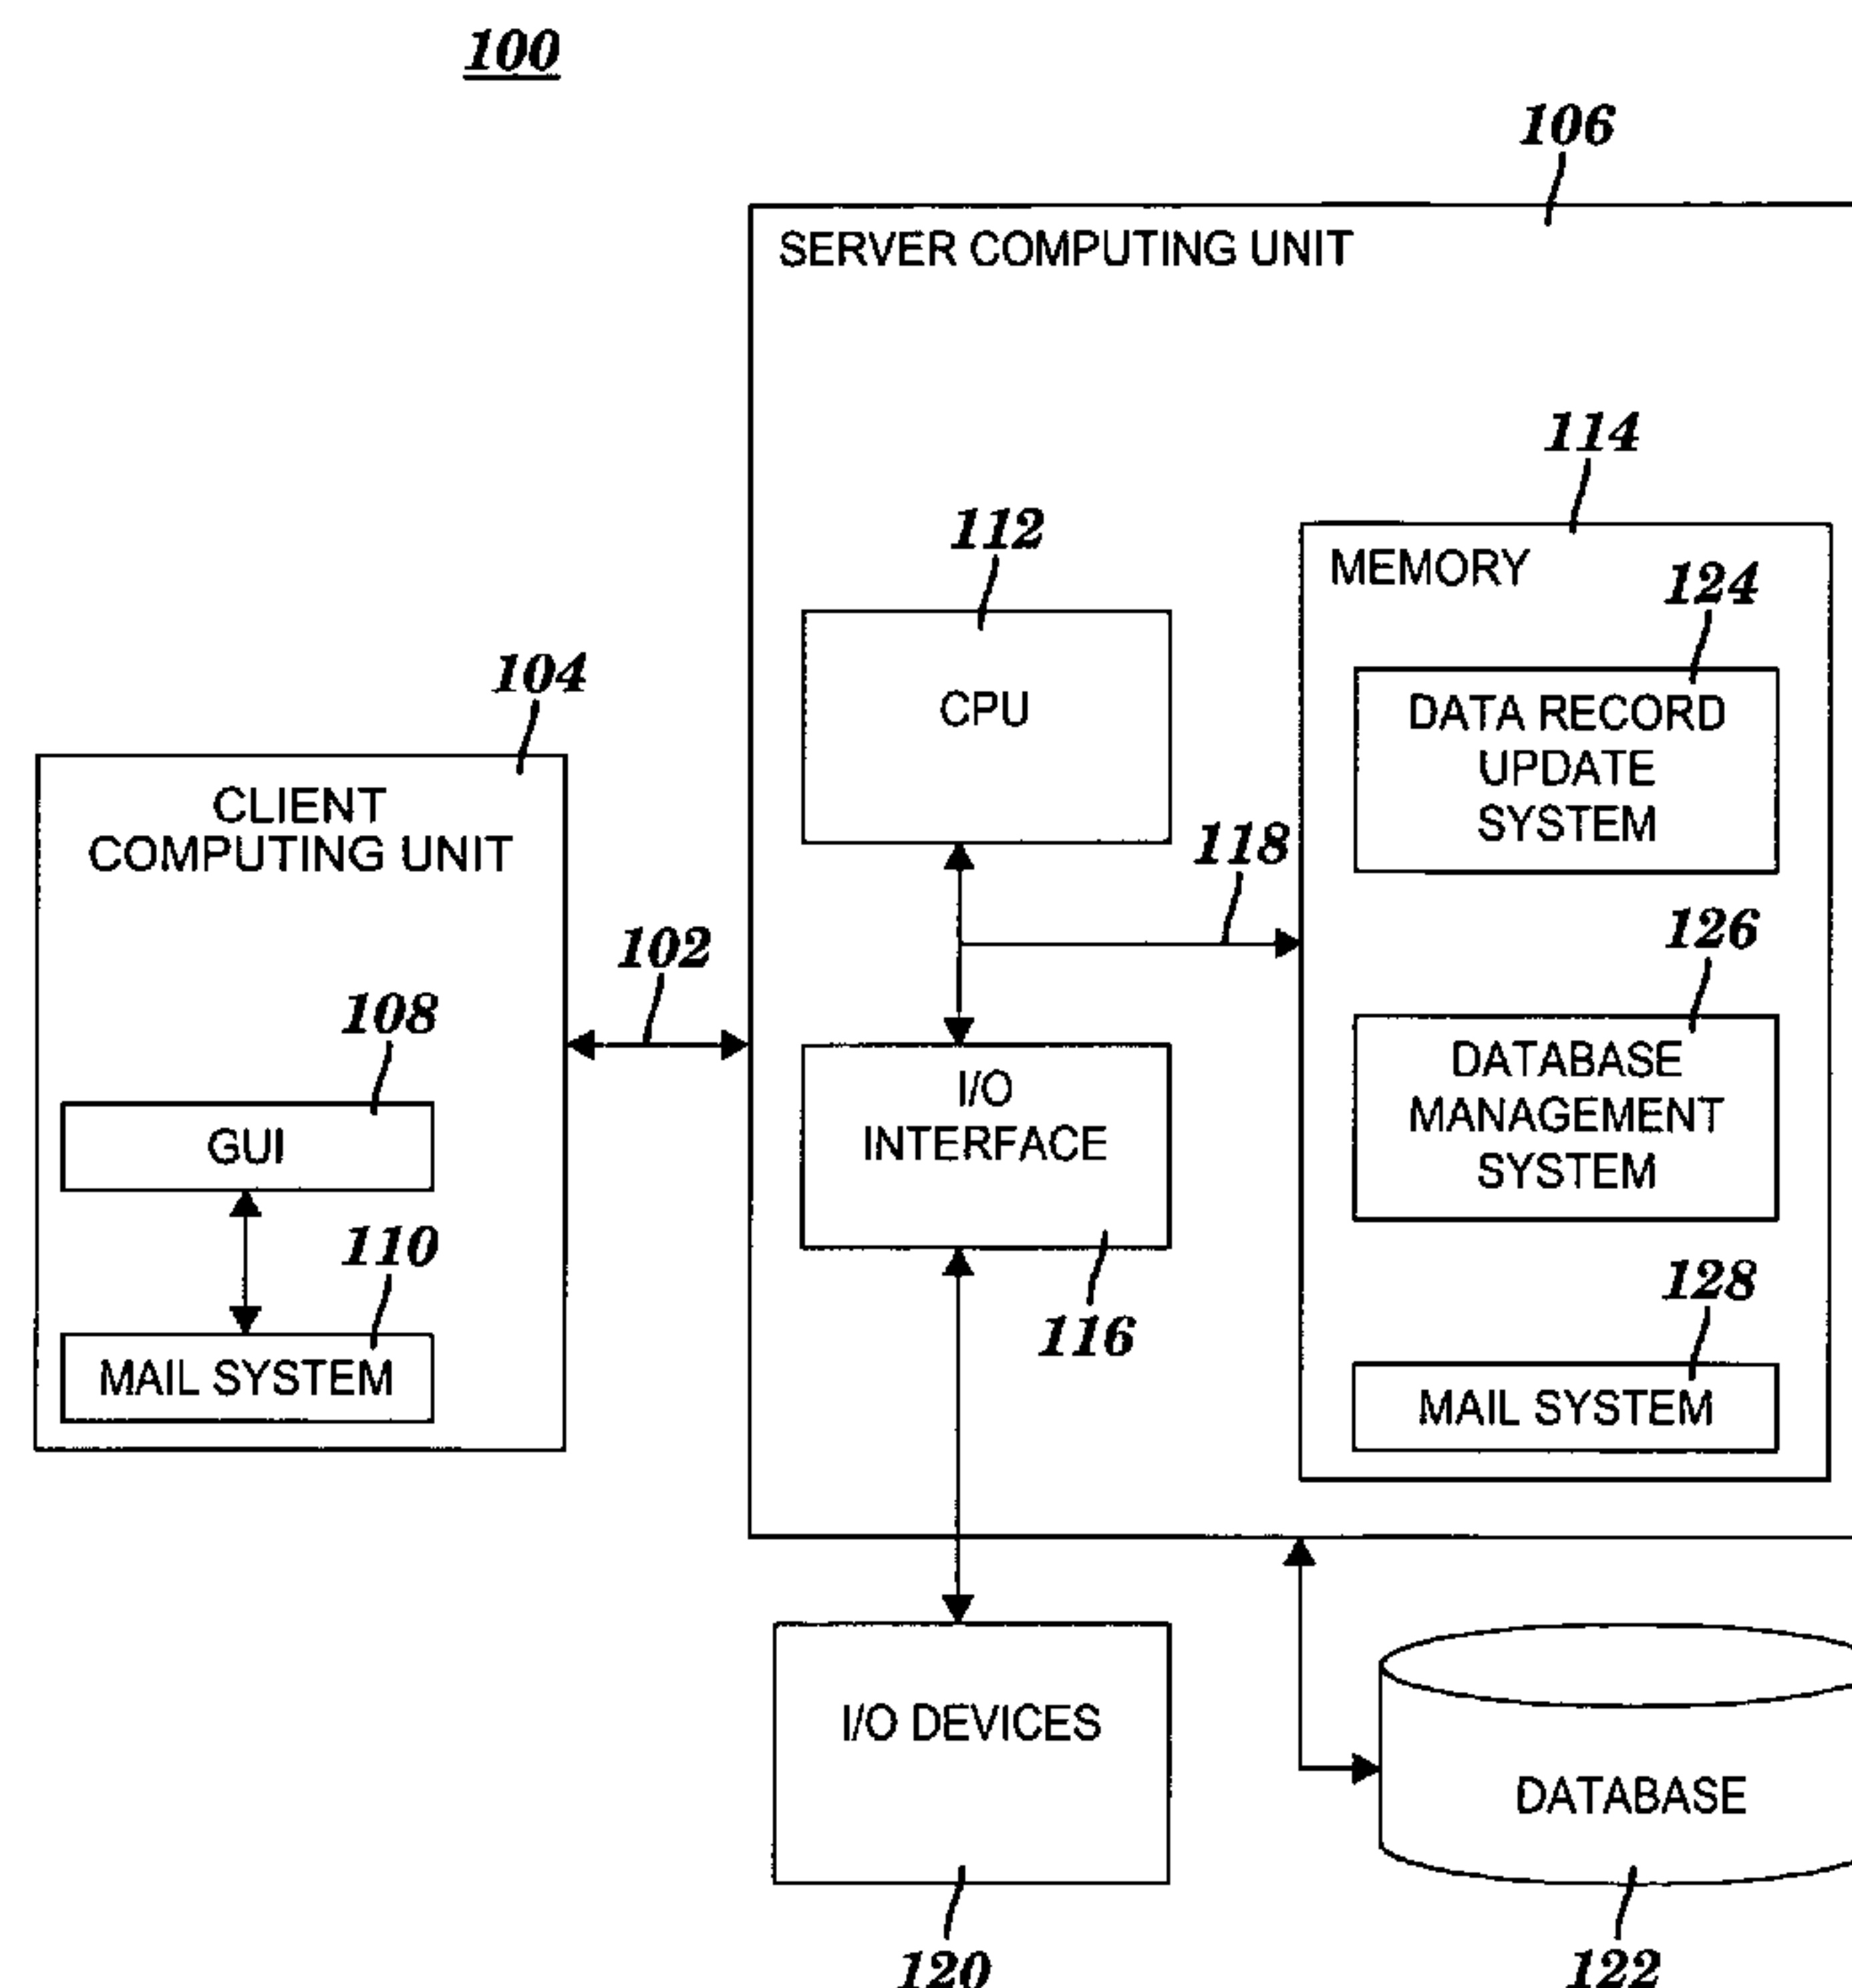 100
106
SERVER COMPUTING UNIT
114
112
MEMORY
124
104
CPU
DATA RECORD
UPDATE
SYSTEM
CLIENT
COMPUTING UNIT
118
102
126
108
I/O
INTERFACE
DATABASE
MANAGEMENT
SYSTEM
GUI
110
128
116
MAIL SYSTEM
MAIL SYSTEM
I/O DEVICES
DATABASE
120
122